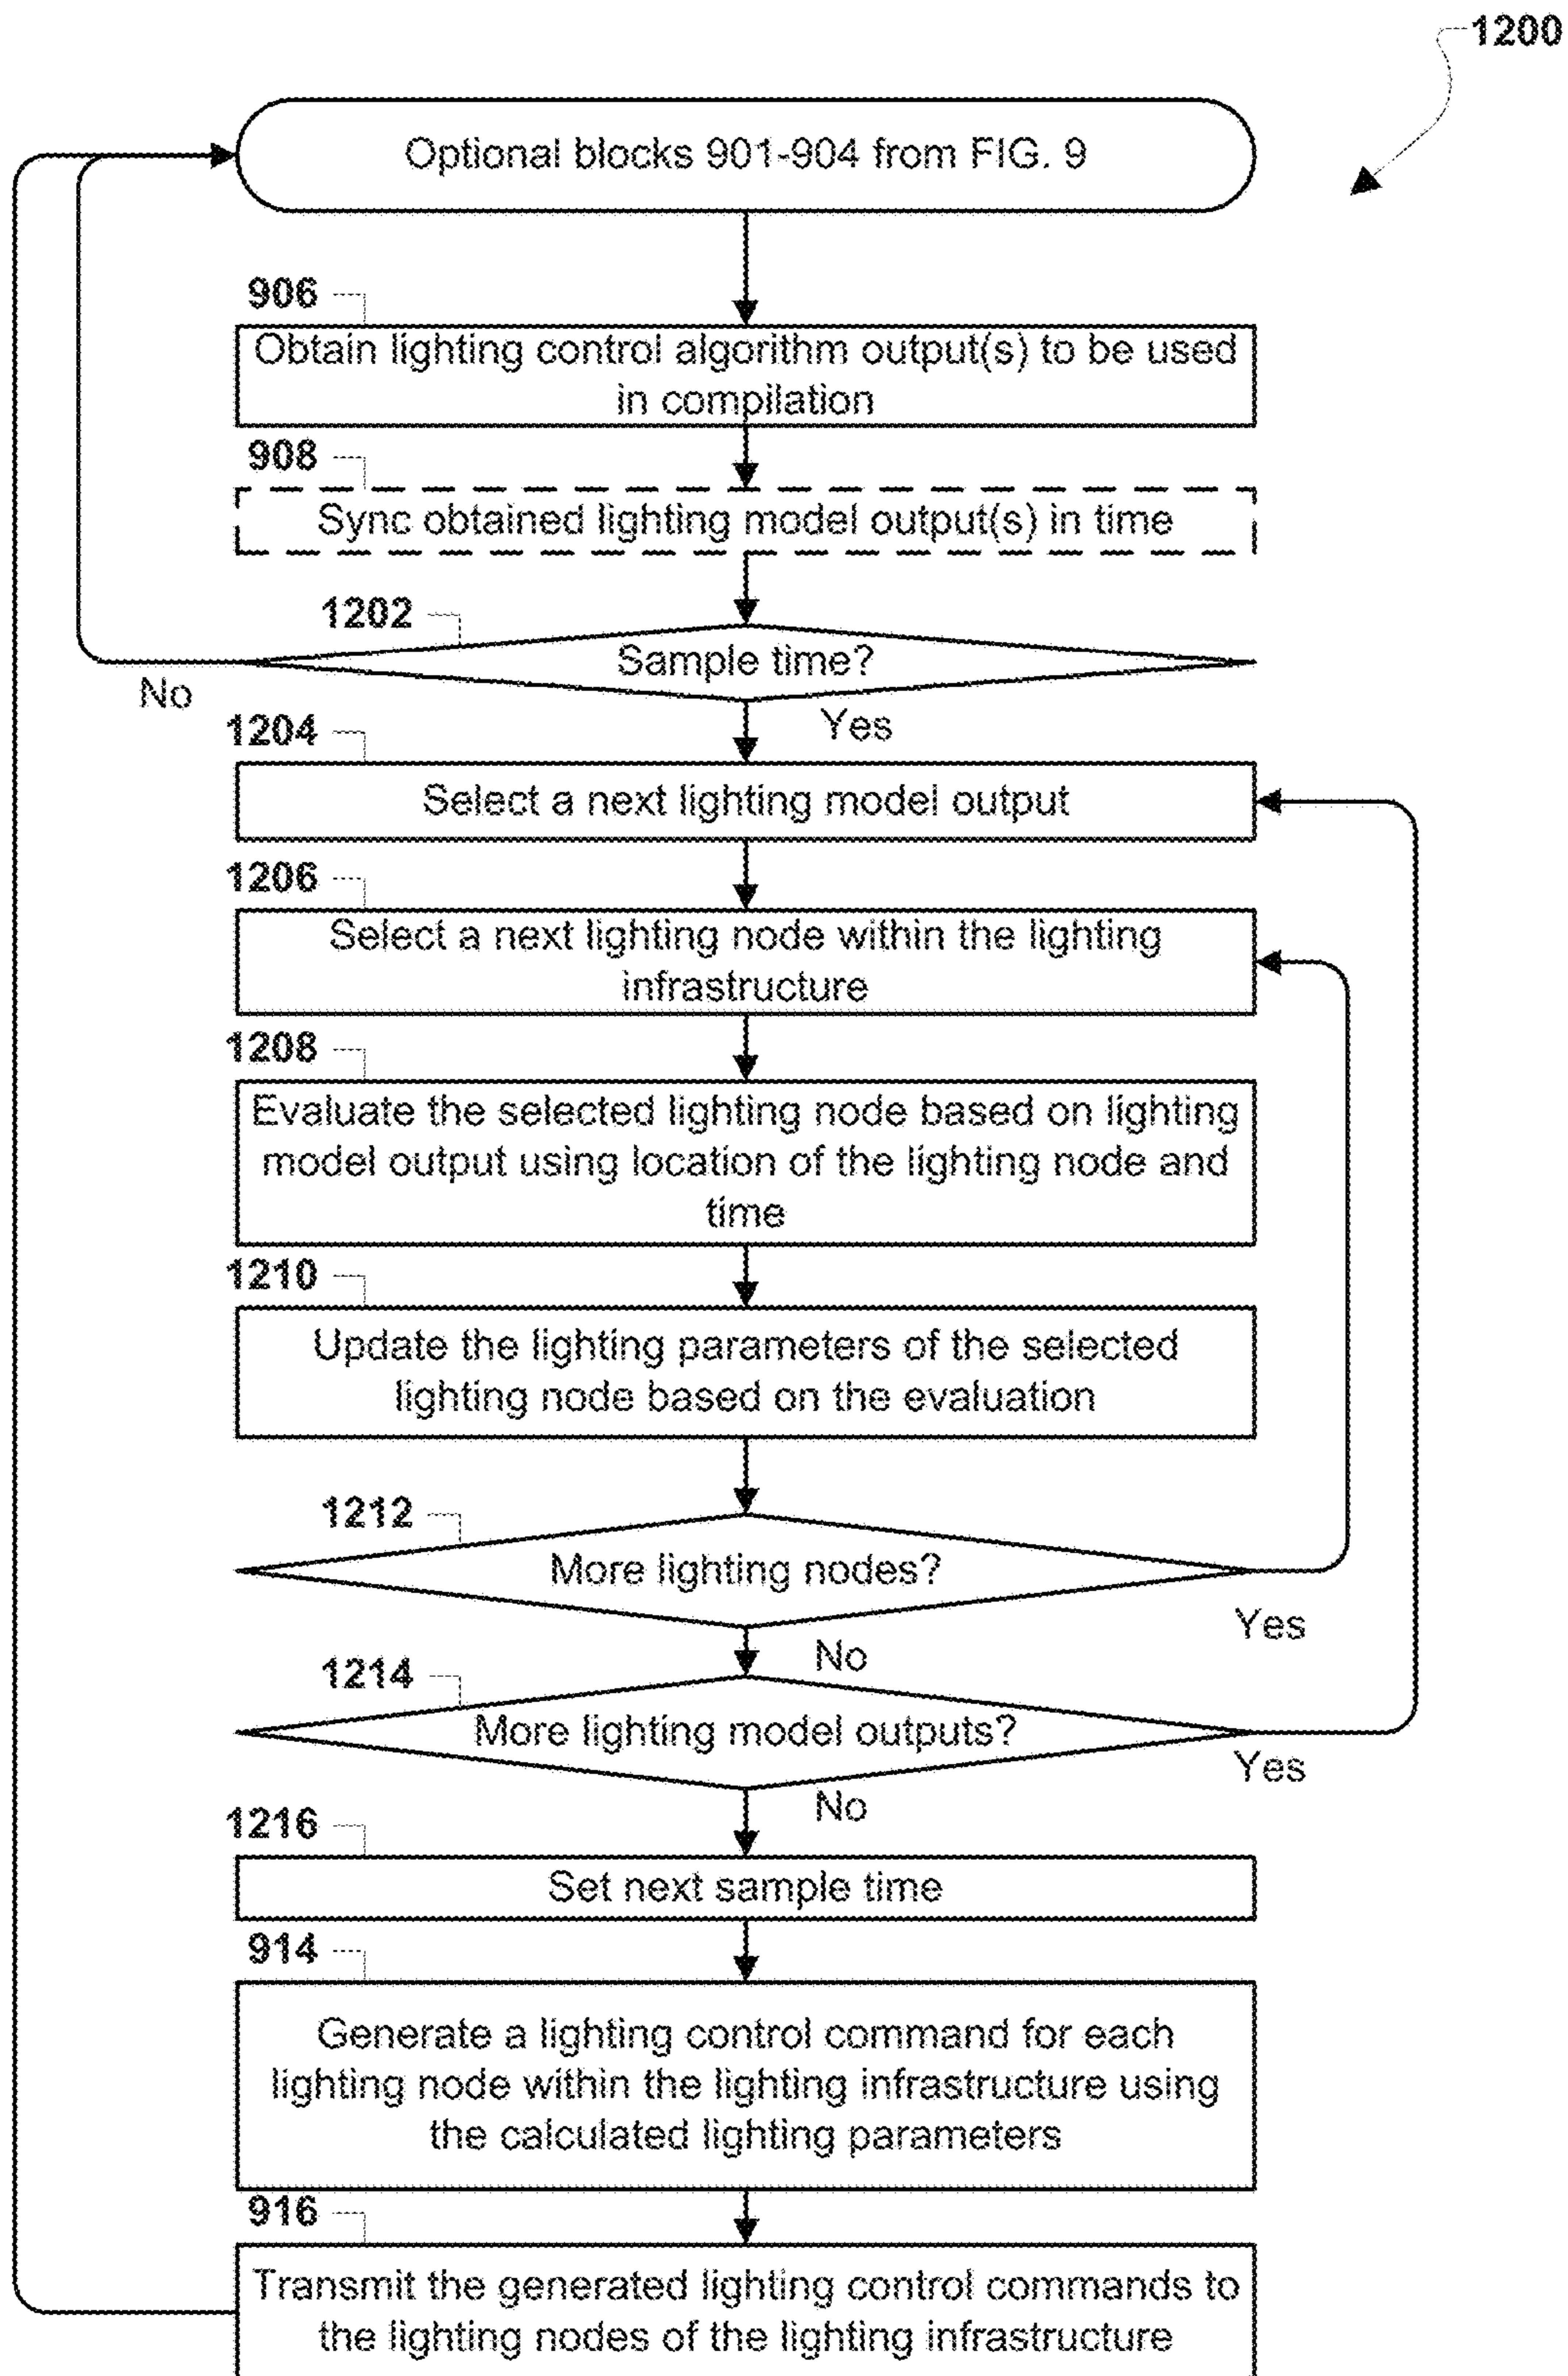 1200
Optional blocks 901-904 from FIG. 9
906
Obtain lighting control algorithm output(s) to be used
in compilation
908
Sync obtained lighting model output(s) in time
1202
Sample time?
No
Yes
1204
Select a next lighting model output
1206
Select a next lighting node within the lighting
infrastructure
1208
Evaluate the selected lighting node based on lighting
model output using location of the lighting node and
time
1210
Update the lighting parameters of the selected
lighting node based on the evaluation
1212
More lighting nodes?
Yes
No
1214
More lighting model outputs?
Yes
No
1216
Set next sample time
914
Generate a lighting control command for each
lighting node within the lighting infrastructure using
the calculated lighting parameters
916
Transmit the generated lighting control commands to
the lighting nodes of the lighting infrastructure